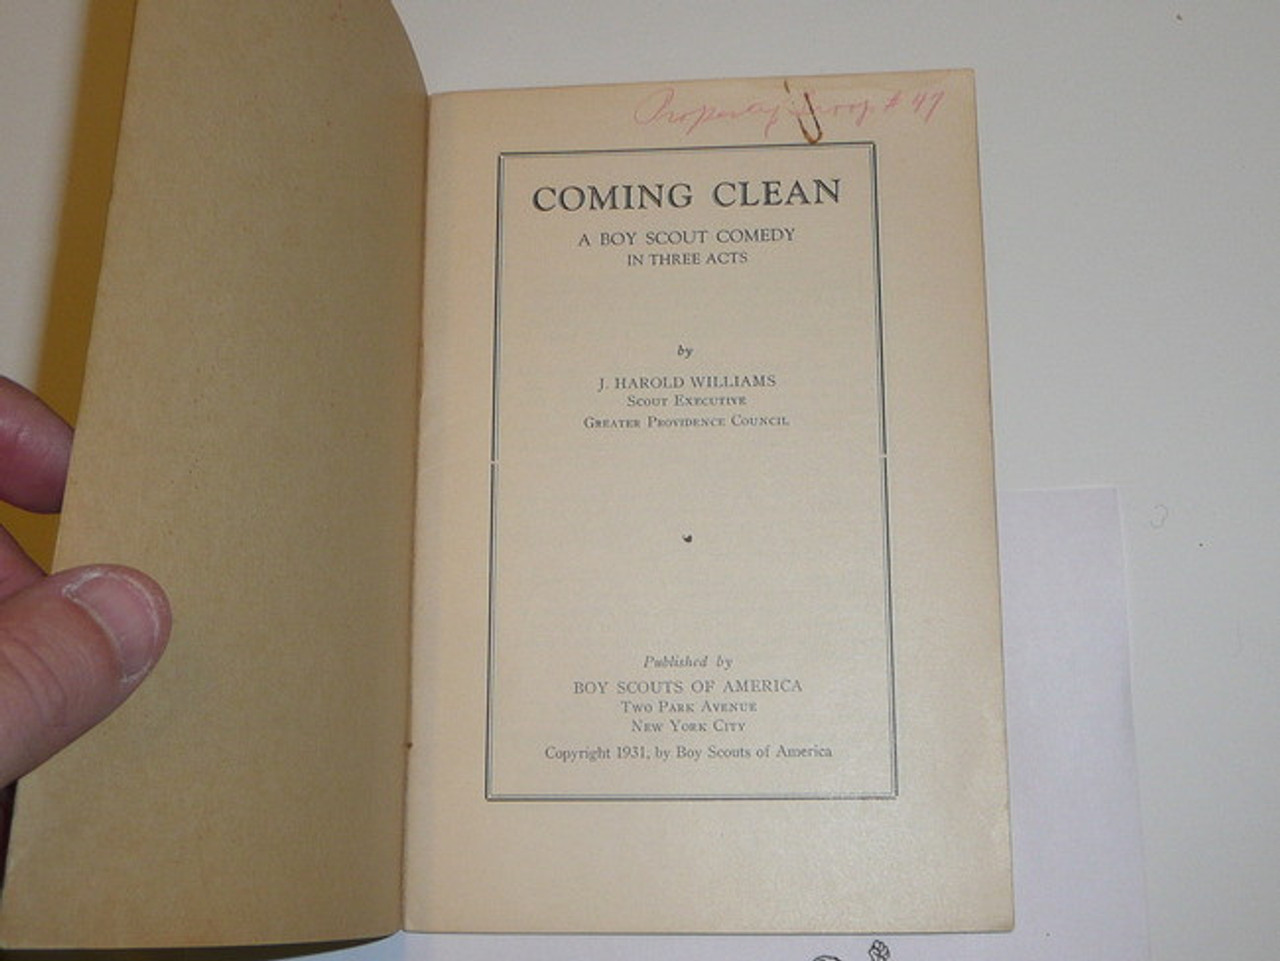 Property Troop # 47
COMING CLEAN
A BOY SCOUT COMEDY
IN THREE ACTS
by
J. HAROLD WILLIAMS
SCOUT EXECUTIVE
GREATER PROVIDENCE COUNCIL
Published by
BOY SCOUTS OF AMERICA
TWO PARK AVENUE
NEW YORK CITY
Copyright 1931, by Boy Scouts of America